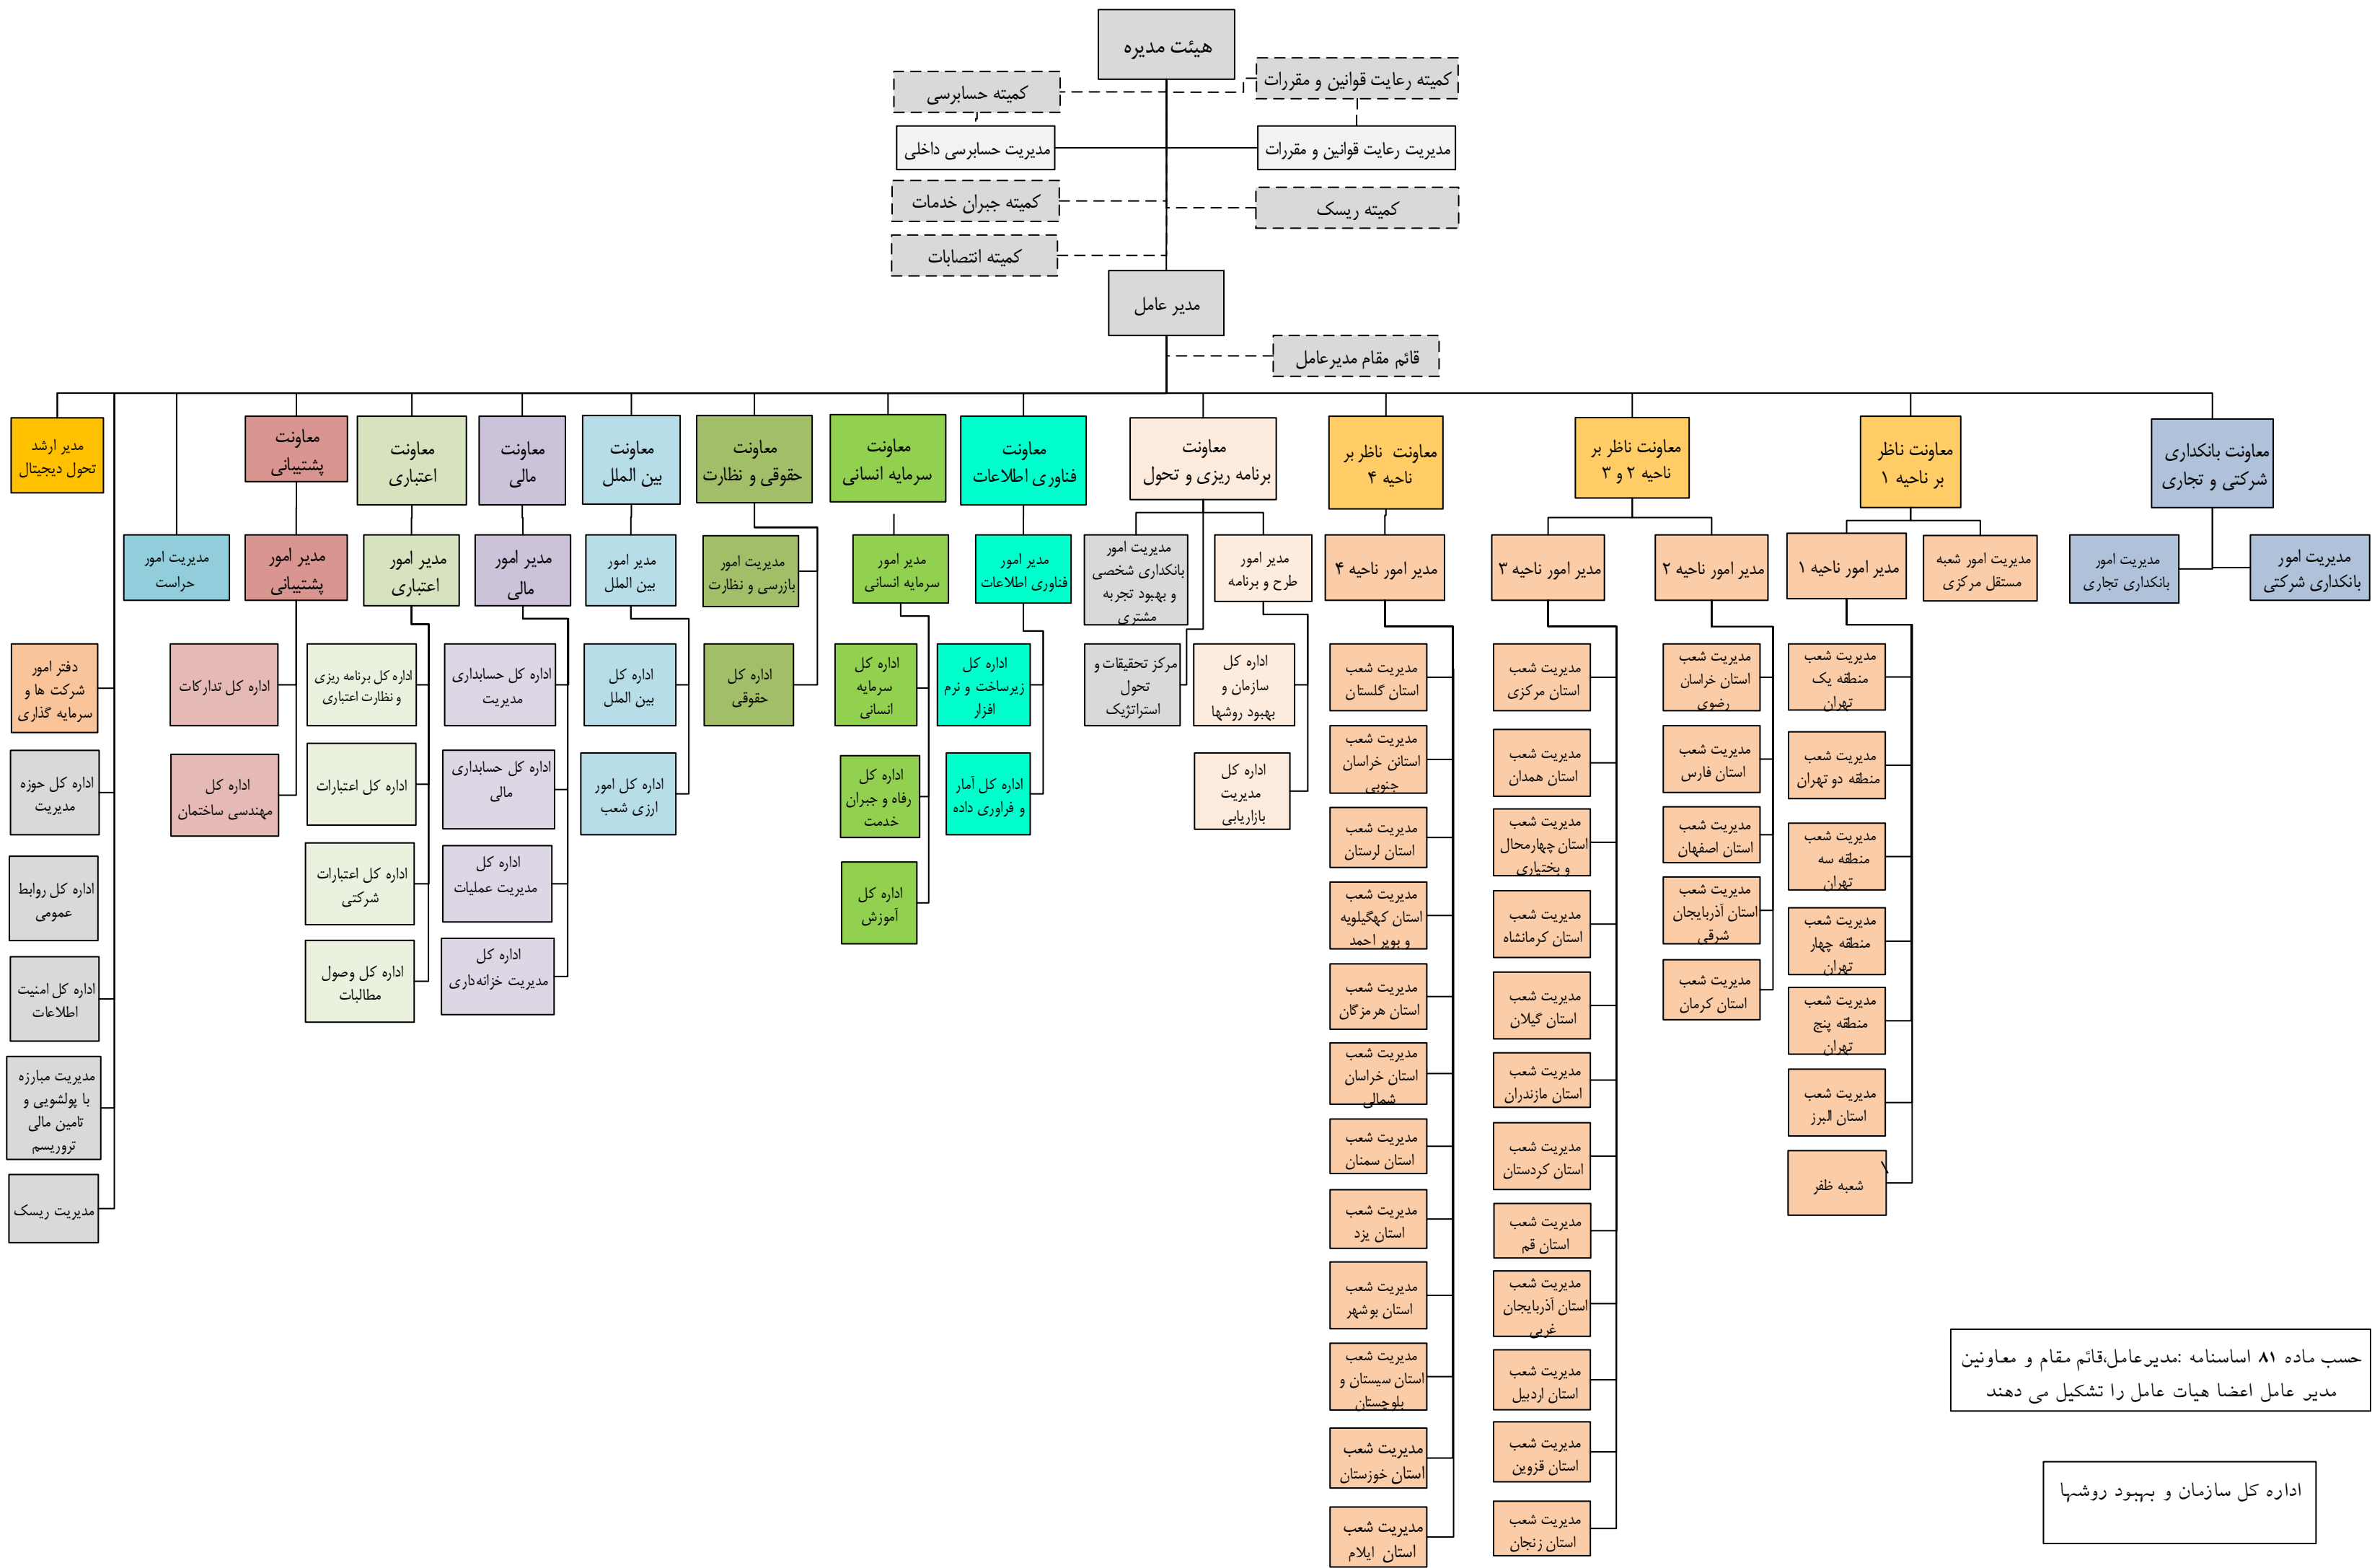 هیئت مدیره
کمیته رعایت قوانین و مقررات
کمیته حسابرسی
مدیریت رعایت قوانین و مقررات
مدیریت حسابرسی داخلی
کمیته ریسک
کمیته جبران خدمات
کمیته انتصابات
مدیر عامل
قائم مقام مدیرعامل
معاونت بانکداری
شرکتی و تجاری
معاونت ناظر
بر ناحیه ۱
معاونت ناظر بر
ناحیه ۲ و ۳
معاونت ناظر بر
ناحیه ۴
معاونت
برنامه ریزی و تحول
معاونت
فناوری اطلاعات
معاونت
سرمایه انسانی
معاونت
حقوقی و نظارت
معاونت
بین الملل
معاونت
مالی
معاونت
اعتباری
معاونت
پشتیبانی
مدیر ارشد
تحول دیجیتال
مدیریت امور
بانکداری شرکتی
مدیریت امور
بانکداری تجاری
مدیریت امور شعبه
مستقل مرکزی
مدیر امور ناحیه ۱
مدیر امور ناحیه ۲
مدیر امور ناحیه ۳
مدیر امور ناحیه ۴
مدیر امور
طرح و برنامه
مدیریت امور
بانکداری شخصی
و بهبود تجربه
مشتری
مدیر امور
فناوری اطلاعات
مدیر امور
سرمایه انسانی
مدیریت امور
بازرسی و نظارت
مدیر امور
بین الملل
مدیر امور
مالی
مدیر امور
اعتباری
مدیر امور
پشتیبانی
مدیریت امور
حراست
مدیریت شعب
منطقه یک
تهران
مدیریت شعب
منطقه دو تهران
مدیریت شعب
منطقه سه
تهران
مدیریت شعب
منطقه چهار
تهران
مدیریت شعب
منطقه پنج
تهران
مدیریت شعب
استان البرز
شعبه ظفر
مدیریت شعب
استان خراسان
رضوی
مدیریت شعب
استان فارس
مدیریت شعب
استان اصفهان
مدیریت شعب
استان آذربایجان
شرقی
مدیریت شعب
استان کرمان
مدیریت شعب
استان مرکزی
مدیریت شعب
استان همدان
مدیریت شعب
استان چهارمحال
و بختیاری
مدیریت شعب
استان کرمانشاه
مدیریت شعب
استان گیلان
مدیریت شعب
استان مازندران
مدیریت شعب
استان کردستان
مدیریت شعب
استان قم
مدیریت شعب
استان آذربایجان
غربی
مدیریت شعب
استان اردبیل
مدیریت شعب
استان قزوین
مدیریت شعب
استان زنجان
مدیریت شعب
استان گلستان
مدیریت شعب
استانن خراسان
جنوبی
مدیریت شعب
استان لرستان
مدیریت شعب
استان کهگیلویه
و بویر احمد
مدیریت شعب
استان هرمزگان
مدیریت شعب
استان خراسان
شمالی
مدیریت شعب
استان سمنان
مدیریت شعب
استان یزد
مدیریت شعب
استان بوشهر
مدیریت شعب
استان سیستان و
بلوچستان
مدیریت شعب
استان خوزستان
مدیریت شعب
استان ایلام
اداره کل
سازمان و
بهبود روشها
اداره کل
مدیریت
بازاریابی
مرکز تحقیقات و
تحول
استراتژیک
اداره کل
زیرساخت و نرم
افزار
اداره کل آمار
و فراوری داده
اداره کل
سرمایه
انسانی
اداره کل
رفاه و جبران
خدمت
اداره کل
آموزش
اداره کل
حقوقی
اداره کل
بین الملل
اداره کل امور
ارزی شعب
اداره کل حسابداری
مدیریت
اداره کل حسابداری
مالی
اداره کل
مدیریت عملیات
اداره کل
مدیریت خزانه‌داری
اداره کل برنامه ریزی
و نظارت اعتباری
اداره کل اعتبارات
اداره کل اعتبارات
شرکتی
اداره کل وصول
مطالبات
اداره کل تدارکات
اداره کل
مهندسی ساختمان
دفتر امور
شرکت ها و
سرمایه گذاری
اداره کل حوزه
مدیریت
اداره کل روابط
عمومی
اداره کل امنیت
اطلاعات
مدیریت مبارزه
با پولشویی و
تامین مالی
تروریسم
مدیریت ریسک
حسب ماده ۸۱ اساسنامه :مدیرعامل،قائم مقام و معاونین
مدیر عامل اعضا هیات عامل را تشکیل می دهند
اداره کل سازمان و بهبود روشها